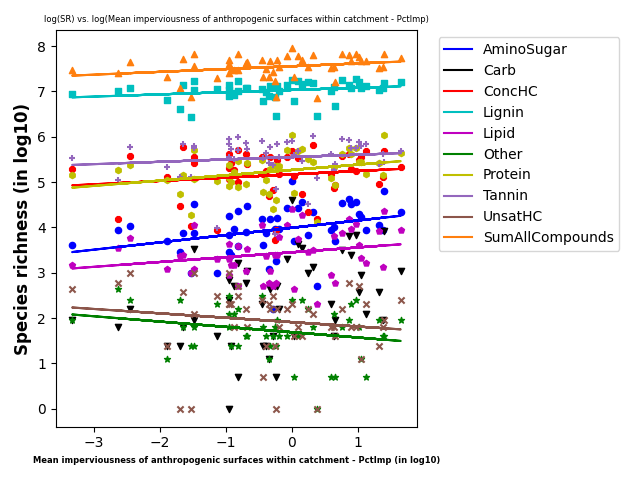 log(SR) vs. log(Mean imperviousness of anthropogenic surfaces within catchment - PctImp)
Species richness (in log10)
8
7
6
5
4
3
2
1
0
−3
−2
−1
0
1
Mean imperviousness of anthropogenic surfaces within catchment - PctImp (in log10)
AminoSugar
Carb
ConcHC
Lignin
Lipid
Other
Protein
Tannin
UnsatHC
SumAllCompounds